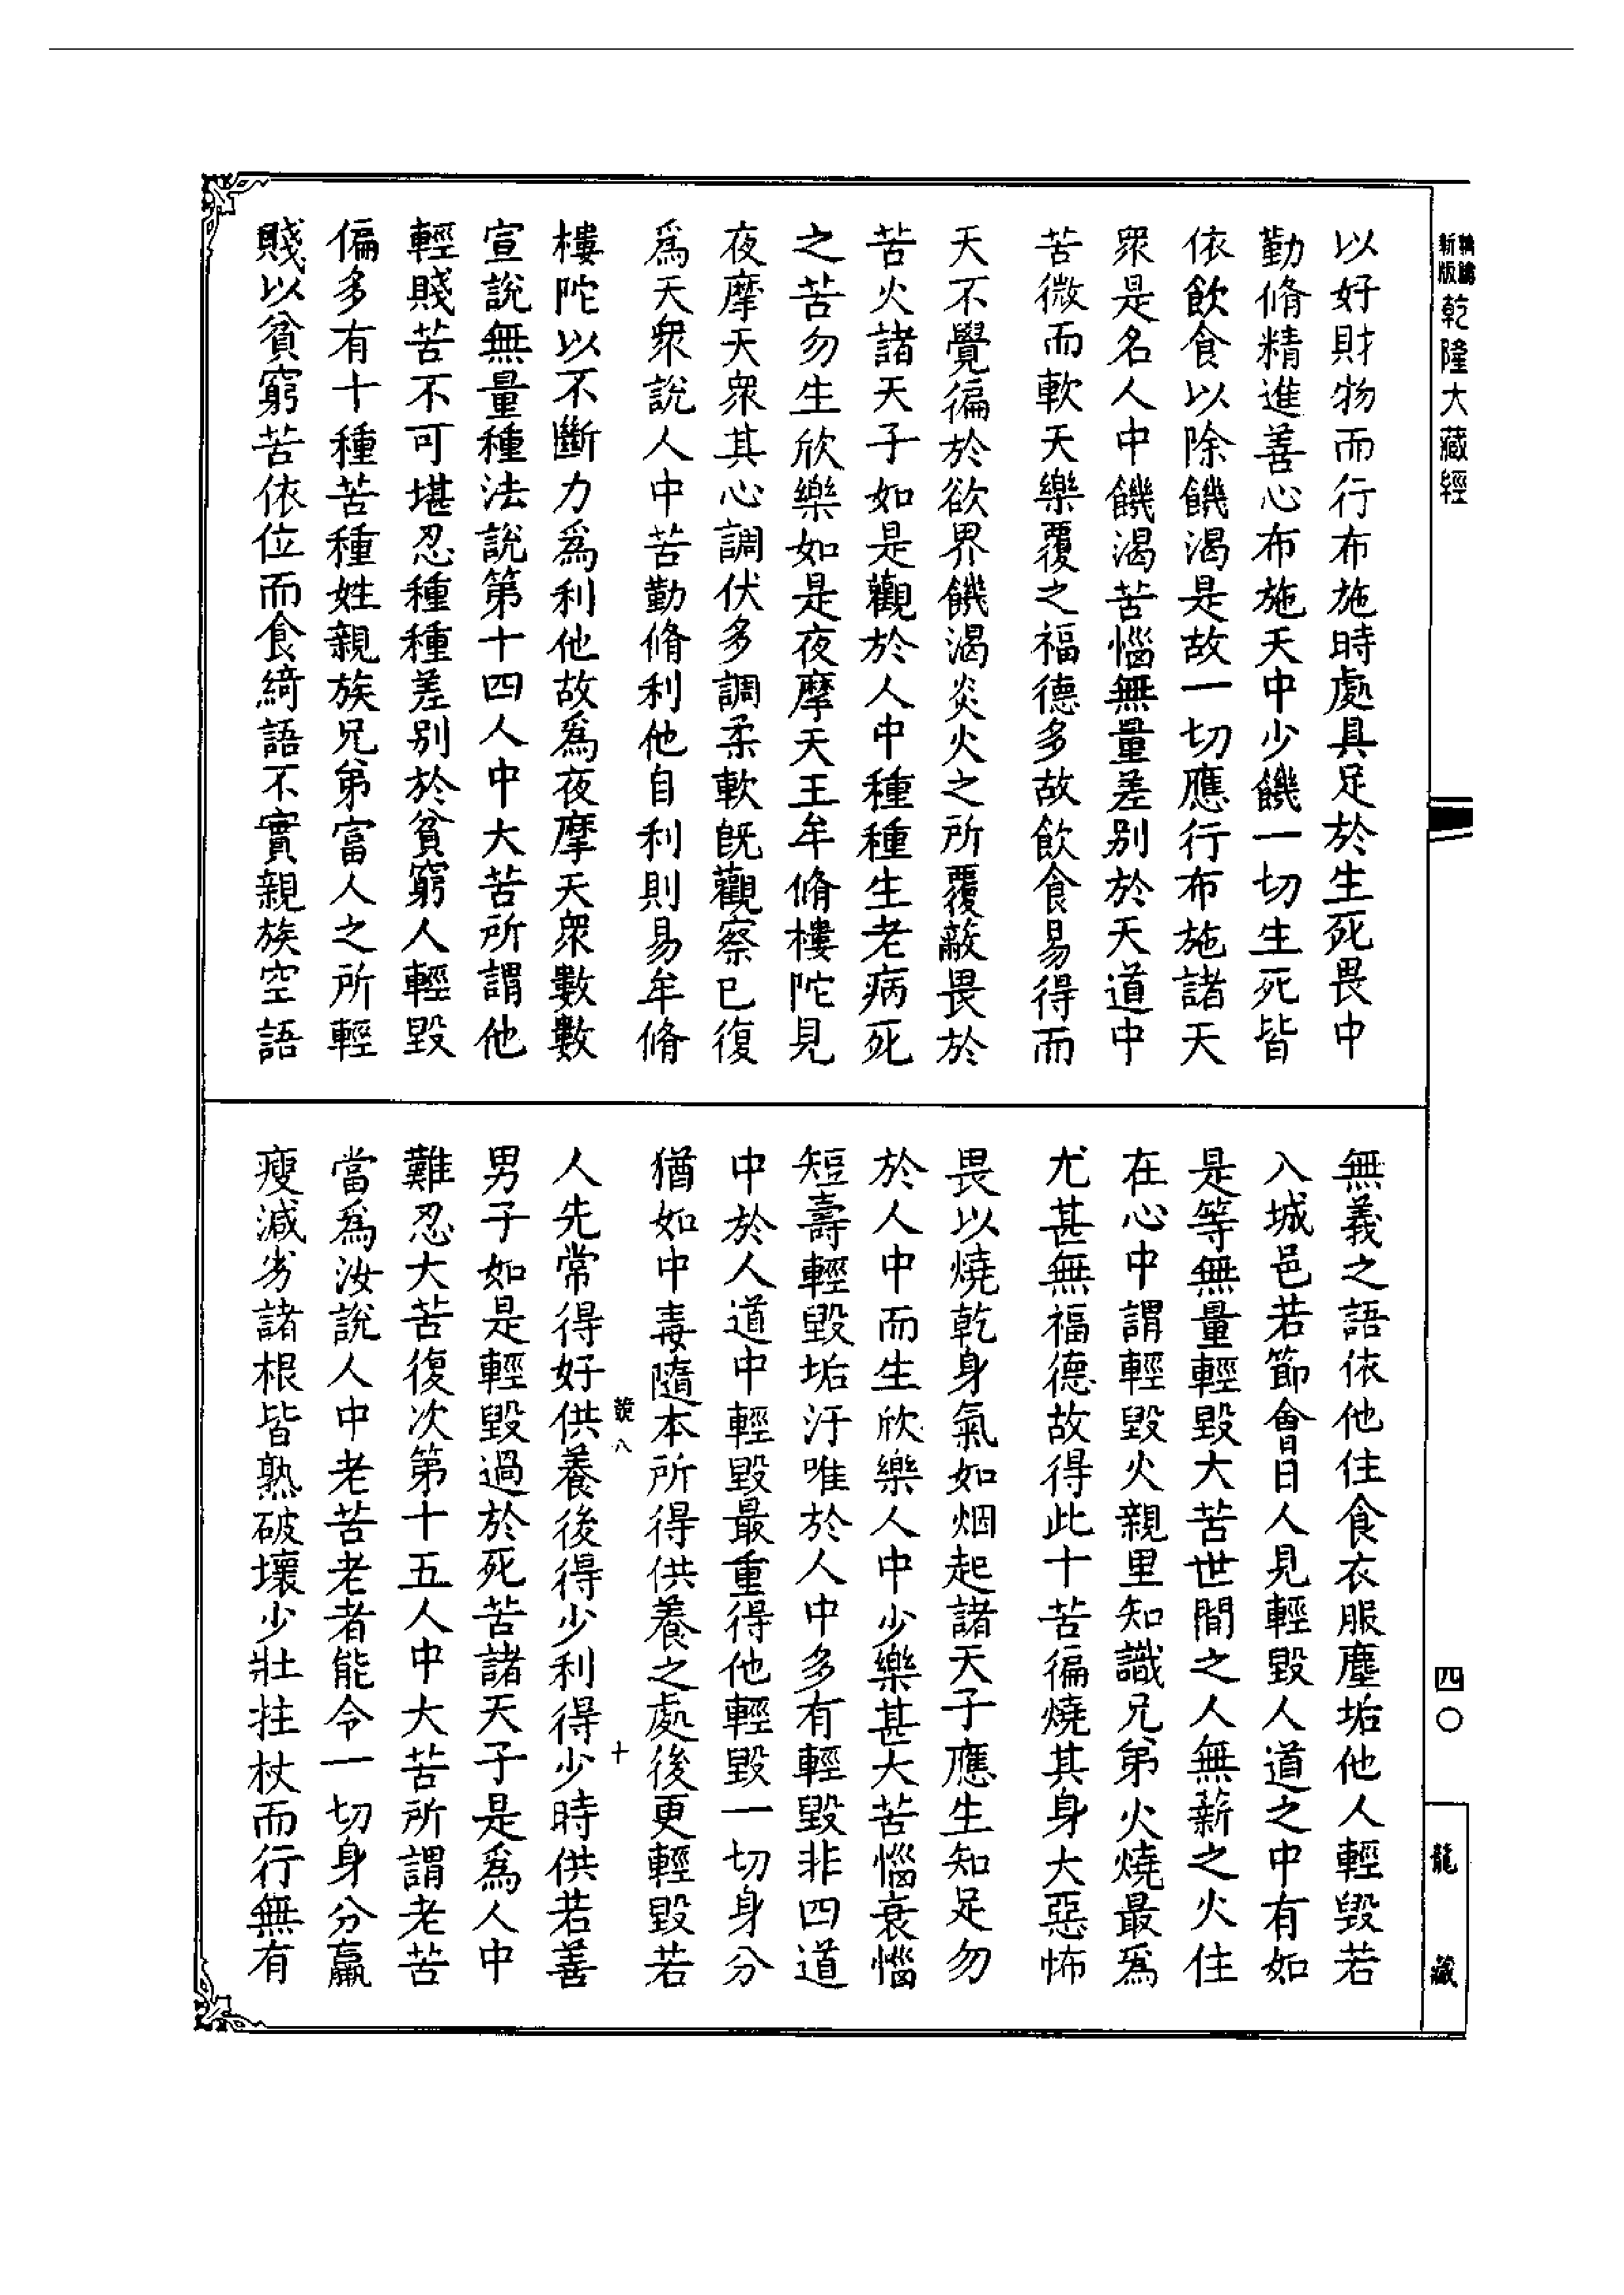 新版
乾隆大藏經
以好財物而行布施時處具足於生死畏中
勤脩精進善心布施天中少饑一切生死皆
依飲食以除饑渴是故一切應行布施諸天
衆是名人中饑渴苦惱無量差別於天道中
苦微而軟天樂覆之福德多故飲食易得而
天不覺徧於欲界饑渴炎火之所覆蔽畏於
苦火諸天子如是觀於人中種種生老病死
之苦勿生欣樂如是夜摩天王牟脩樓陀見
夜摩天衆其心調伏多調柔軟旣觀察已復
爲天衆說人中苦勤脩利他自利則易牟脩
樓陀以不斷力爲利他故爲夜摩天衆數數
宣說無量種法說第十四人中大苦所謂他
輕賤苦不可堪忍種種差別於貧窮人輕毀
偏多有十種苦種姓親族兄弟富人之所輕
賤以貧窮苦依位而食綺語不實親族空語
無義之語依他住食衣服塵垢他人輕毀若
入城邑若節會日人見輕毀人道之中有如
是等無量輕毀大苦世間之人無薪之火住
在心中謂輕毀火親里知識兄弟火燒最爲
尤甚無福德故得此十苦徧燒其身大惡怖
畏以燒乾身氣如烟起諸天子應生知足勿
於人中而生欣樂人中少樂甚大苦惱衰惱
短壽輕毀垢汙唯於人中多有輕毀非四道
中於人道中輕毀最重得他輕毀一切身分
猶如中毒隨本所得供養之處後更輕毀若
競八
十
人先常得好供養後得少利得少時供若善
男子如是輕毀過於死苦諸天子是爲人中
難忍大苦復次第十五人中大苦所謂老苦
當爲汝說人中老苦老者能令一切身分羸
瘦減劣諸根皆熟破壞少壯拄杖而行無有
四〇
龍藏